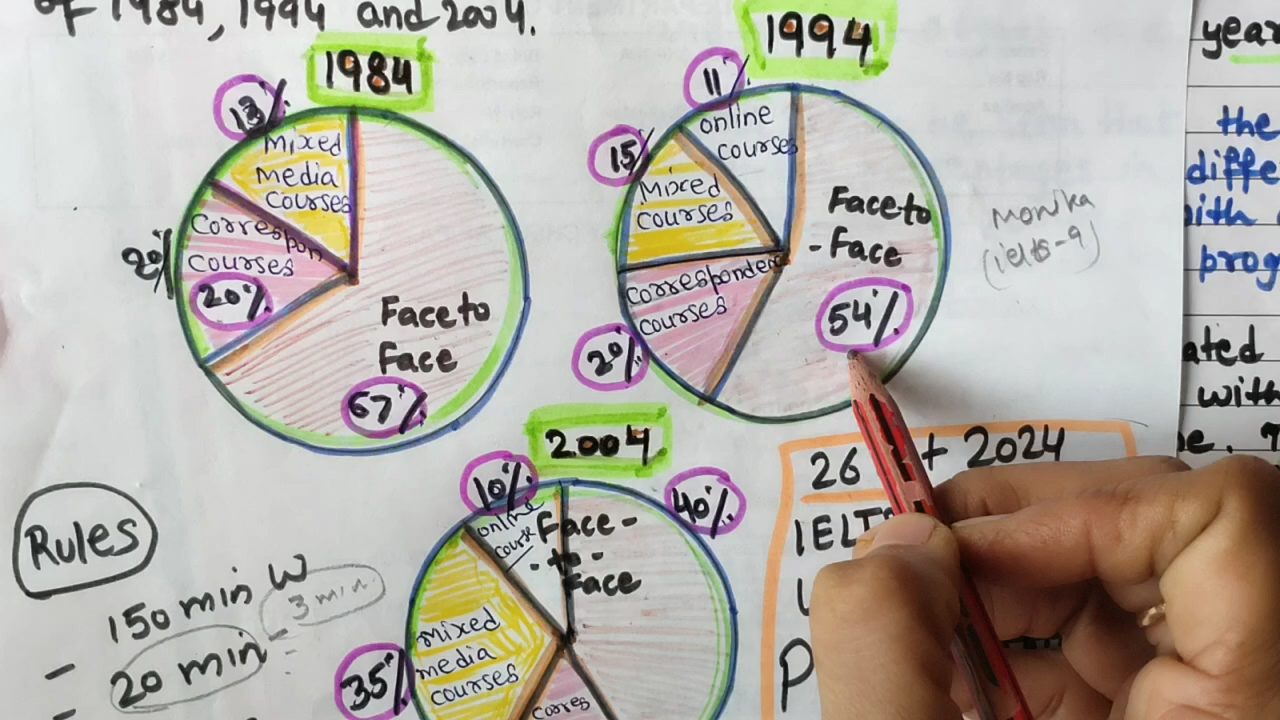 of 1984, 1994 and 2004.
1984
13%
Mixed
Media
Courses
Correspon
Courses
20%
20%
Face to
Face
67%
1994
11%
online
courses
15%
Mixed
courses
Correspondence
courses
20%
Face to
-Face
54%
Monika
(ielts-9)
2004
10%
online
course
Face-
-to-
Face
40%
mixed
media
courses
35%
corres
Rules
- 150 min W
3 min
- 20 min -
26
2024
IELTS
year
the
diffe
with
prog
ated
with